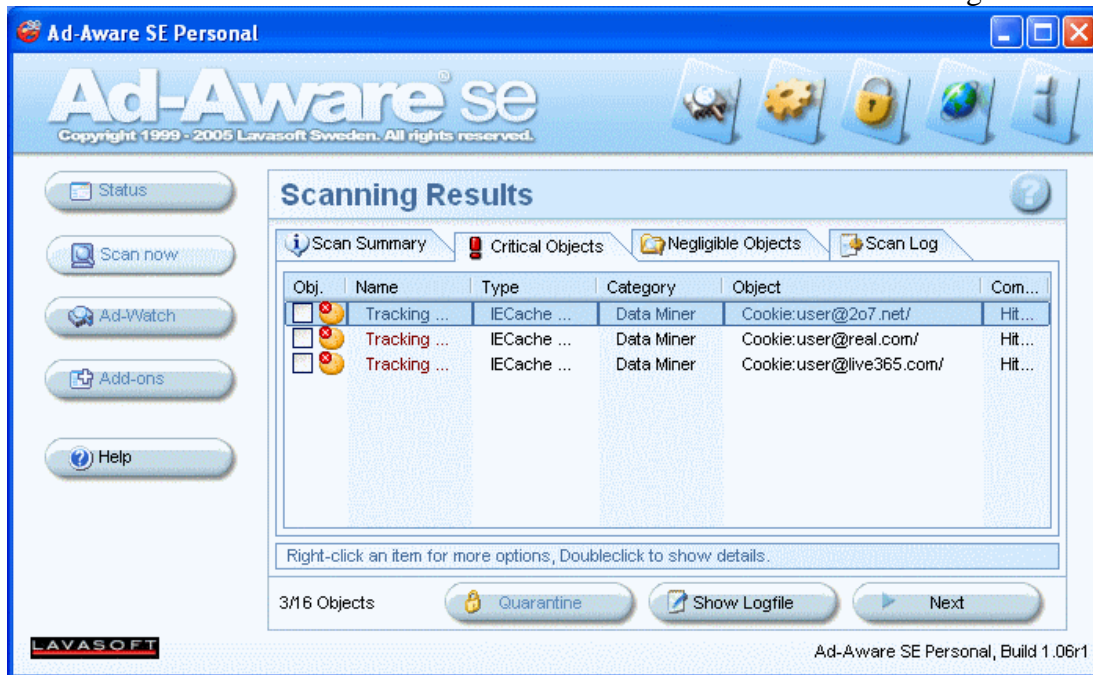 Ad-Aware SE Personal
Ad-Aware® se
Copyright 1999 - 2005 Lavasoft Sweden. All rights reserved.
Status
Scan now
Ad-Watch
Add-ons
Help
Scanning Results
Scan Summary Critical Objects Negligible Objects Scan Log
Obj. Name Type Category Object Com...
Tracking ... IECache ... Data Miner Cookie:user@2o7.net/ Hit...
Tracking ... IECache ... Data Miner Cookie:user@real.com/ Hit...
Tracking ... IECache ... Data Miner Cookie:user@live365.com/ Hit...
Right-click an item for more options, Doubleclick to show details.
3/16 Objects Quarantine Show Logfile Next
LAVASOFT
Ad-Aware SE Personal, Build 1.06r1